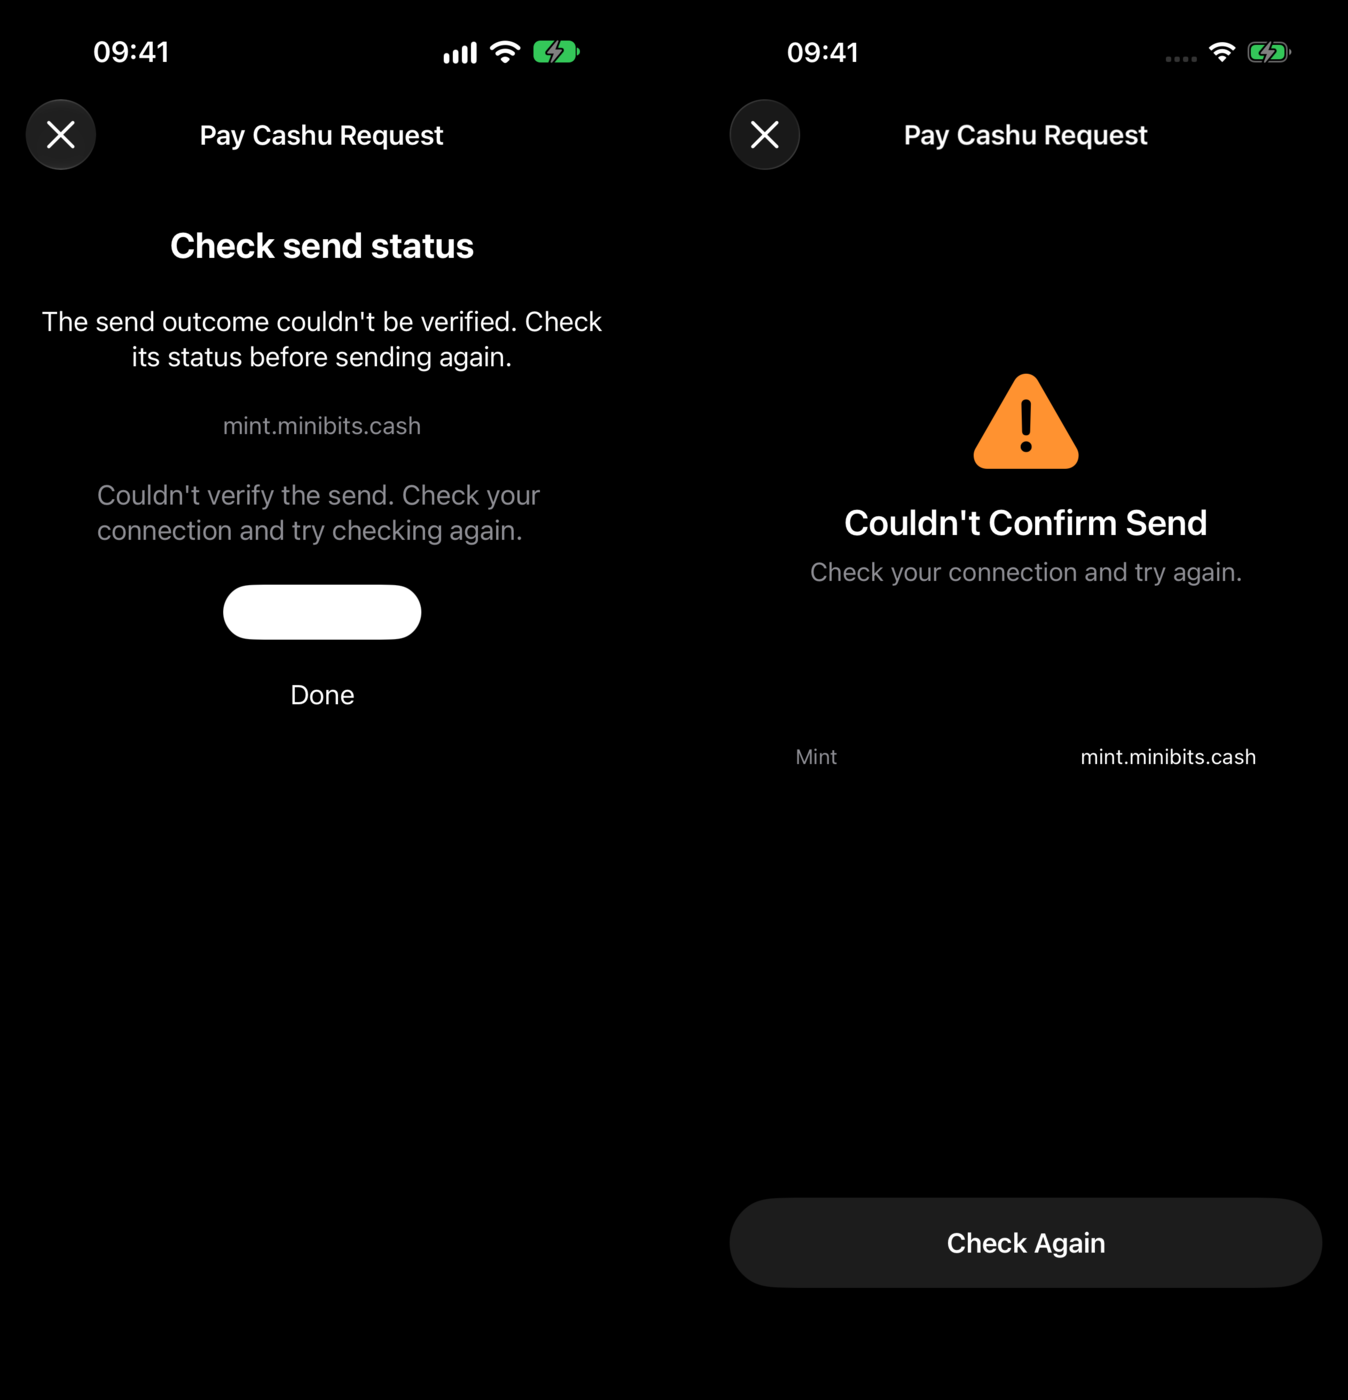 09:41
Pay Cashu Request
Check send status
The send outcome couldn't be verified. Check
its status before sending again.
mint.minibits.cash
Couldn't verify the send. Check your
connection and try checking again.
Done
09:41
Pay Cashu Request
Couldn't Confirm Send
Check your connection and try again.
Mint mint.minibits.cash
Check Again